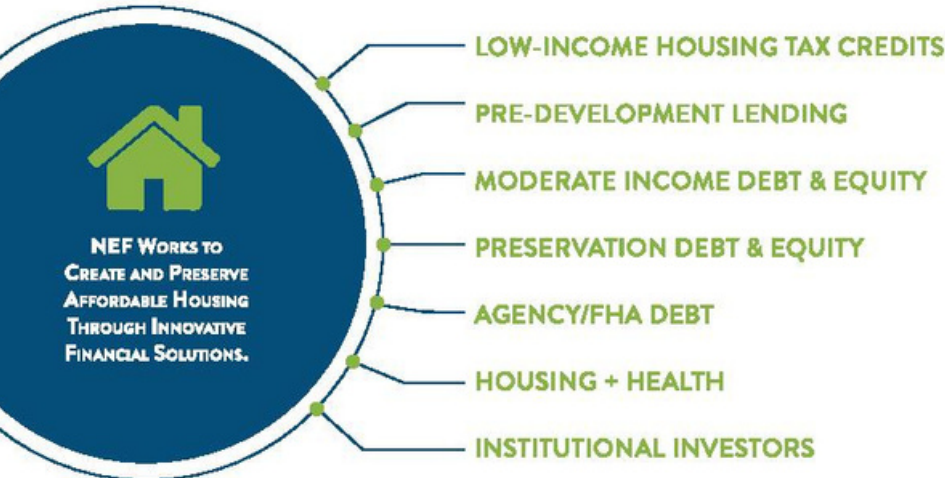 LOW-INCOME HOUSING TAX CREDITS
PRE-DEVELOPMENT LENDING
MODERATE INCOME DEBT & EQUITY
PRESERVATION DEBT & EQUITY
AGENCY/FHA DEBT
HOUSING + HEALTH
INSTITUTIONAL INVESTORS
NEF WORKS TO
CREATE AND PRESERVE
AFFORDABLE HOUSING
THROUGH INNOVATIVE
FINANCIAL SOLUTIONS.